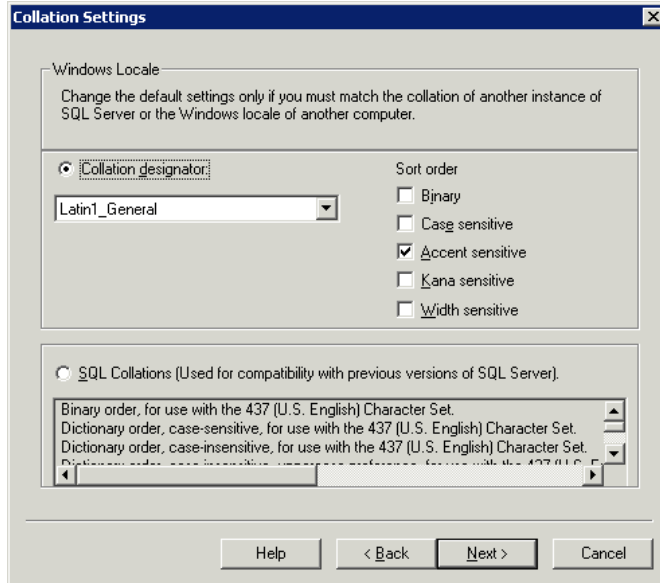 Collation Settings
Windows Locale
Change the default settings only if you must match the collation of another instance of
SQL Server or the Windows locale of another computer.
Collation designator:
Latin1_General
Sort order
Binary
Case sensitive
Accent sensitive
Kana sensitive
Width sensitive
SQL Collations (Used for compatibility with previous versions of SQL Server).
Binary order, for use with the 437 (U.S. English) Character Set.
Dictionary order, case-sensitive, for use with the 437 (U.S. English) Character Set.
Dictionary order, case-insensitive, for use with the 437 (U.S. English) Character Set.
Help
< Back
Next >
Cancel